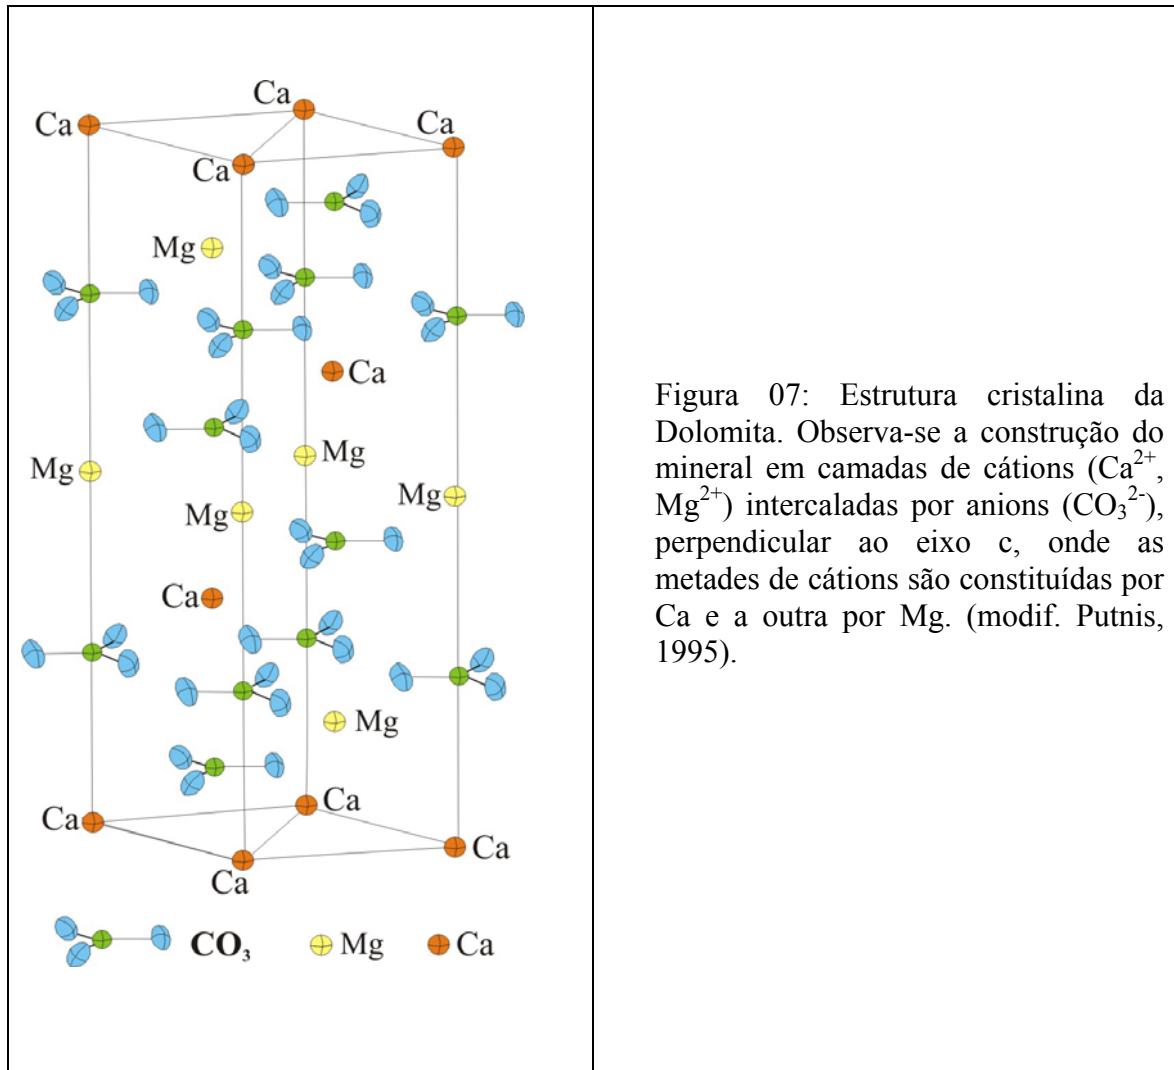 Ca
Ca
Ca
Ca
Mg
Ca
Mg
Mg
Mg
Mg
Ca
Mg
Ca
Ca
Ca
Ca
CO₃ Mg Ca
Figura 07: Estrutura cristalina da
Dolomita. Observa-se a construção do
mineral em camadas de cátions (Ca²⁺,
Mg²⁺) intercaladas por anions (CO₃²⁻),
perpendicular ao eixo c, onde as
metades de cátions são constituídas por
Ca e a outra por Mg. (modif. Putnis,
1995).